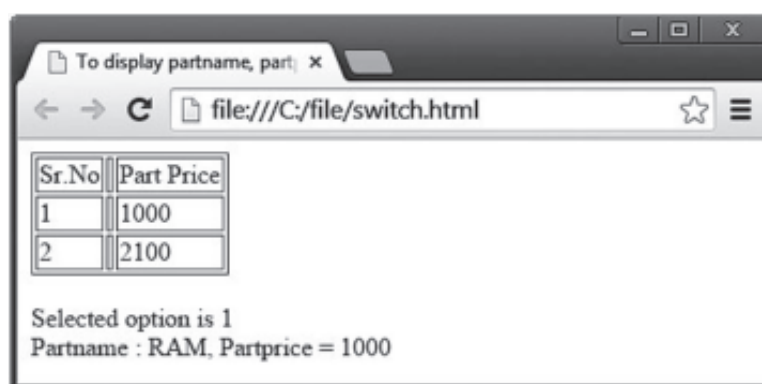 To display partname, part
file:///C:/file/switch.html
Sr.No Part Price
1 1000
2 2100
Selected option is 1
Partname : RAM, Partprice = 1000